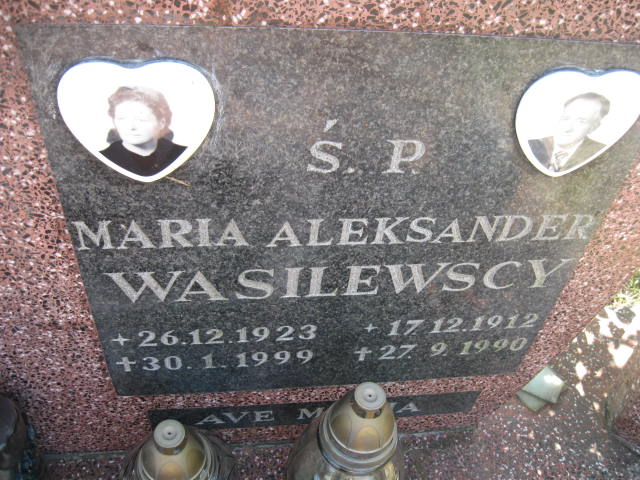 Ś. P.
MARIA ALEKSANDER
WASILEWSCY
+ 26.12.1923 + 17.12.1912
† 30.1.1999 † 27.9.1990
AVE